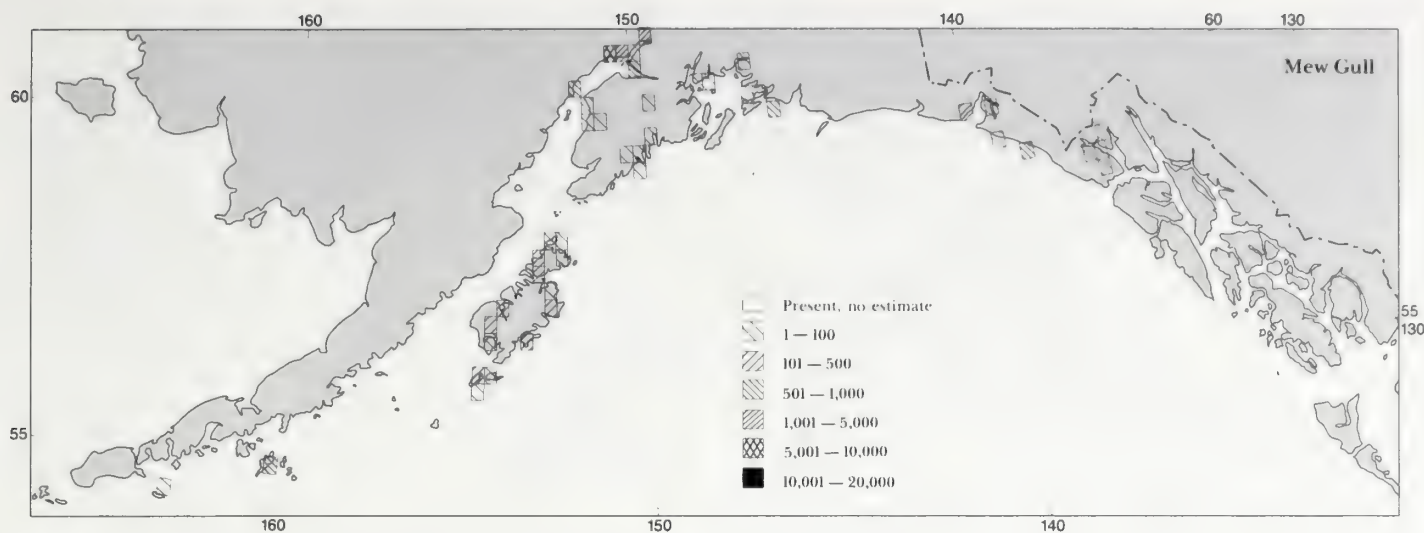 160 150 140 60 130
Mew Gull
60
Present, no estimate
1 — 100
101 — 500
501 — 1,000
1,001 — 5,000
5,001 — 10,000
10,001 — 20,000
55
130
55
160 150 140